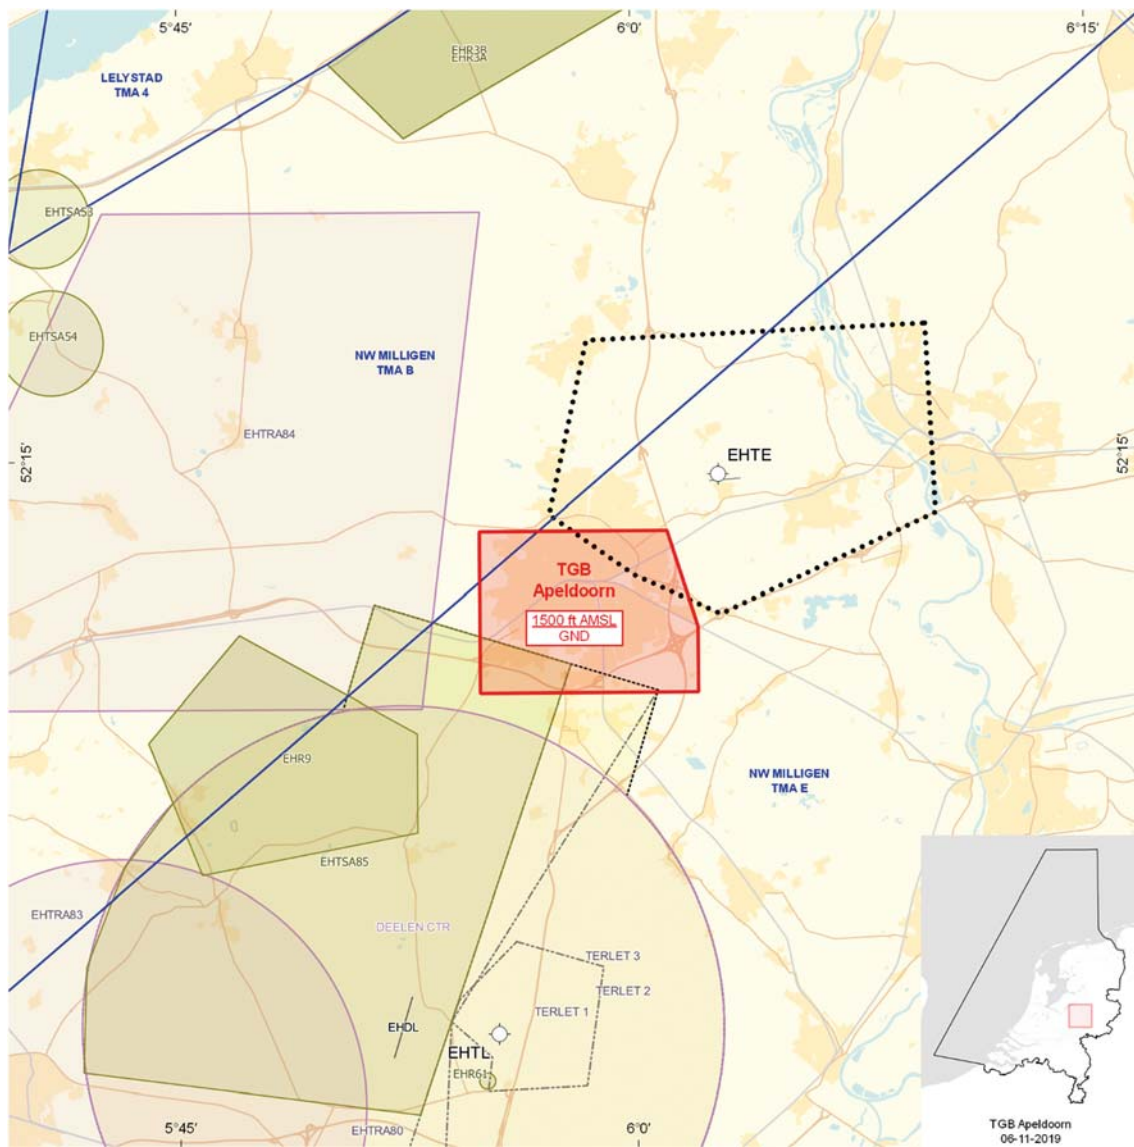 5°45'
6°0'
6°15'
EHR3B
EHR3A
LELYSTAD
TMA 4
EHTSA53
EHTSA54
NW MILLIGEN
TMA B
EHTRA84
52°15'
52°15'
EHTE
TGB
Apeldoorn
1500 ft AMSL
GND
EHR9
NW MILLIGEN
TMA E
EHTSA85
EHTRA83
DEELEN CTR
TERLET 3
TERLET 2
TERLET 1
EHDL
EHTL
EHR61
5°45'
EHTRA80
6°0'
TGB Apeldoorn
06-11-2019